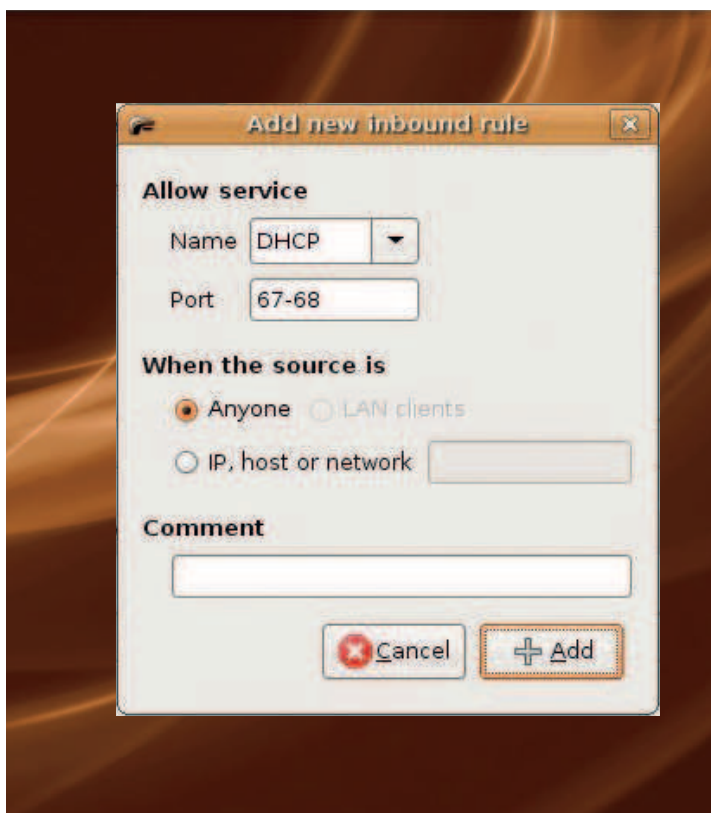 Add new inbound rule
Allow service
Name DHCP
Port 67-68
When the source is
Anyone LAN clients
IP, host or network
Comment
Cancel Add